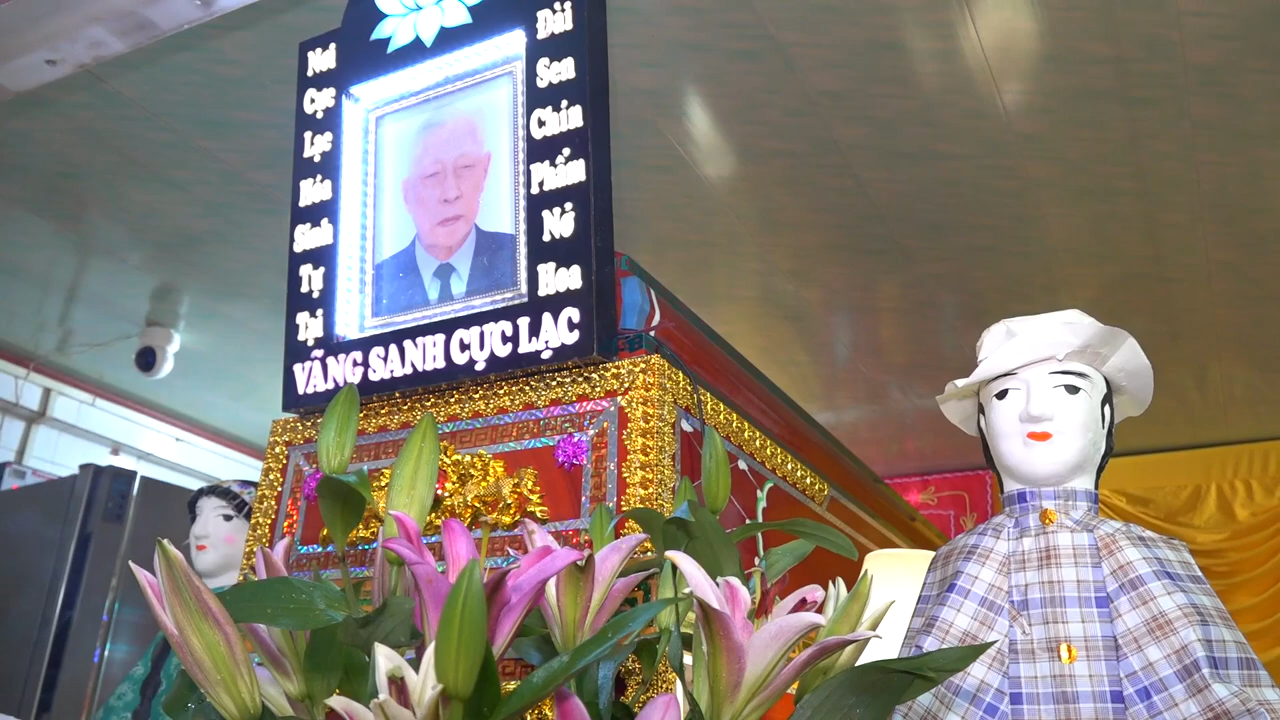 Nơi
Cực
Lạc
Hóa
Sinh
Tự
Tại
Đài
Sen
Chín
Phẩm
Nở
Hoa
VÃNG SANH CỰC LẠC